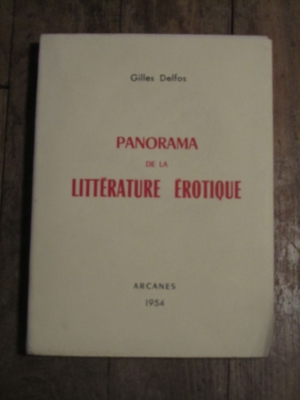 Gilles Delfos
PANORAMA
DE LA
LITTÉRATURE ÉROTIQUE
ARCANES
1954